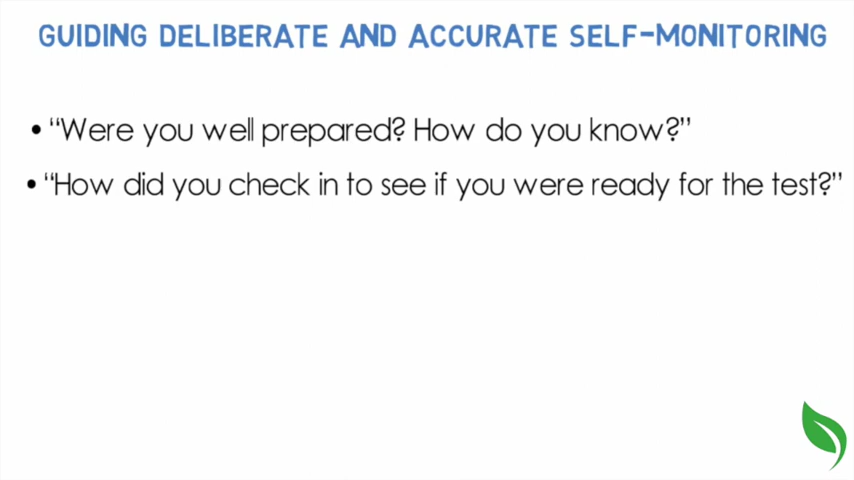 GUIDING DELIBERATE AND ACCURATE SELF-MONITORING
• “Were you well prepared? How do you know?”
• “How did you check in to see if you were ready for the test?”